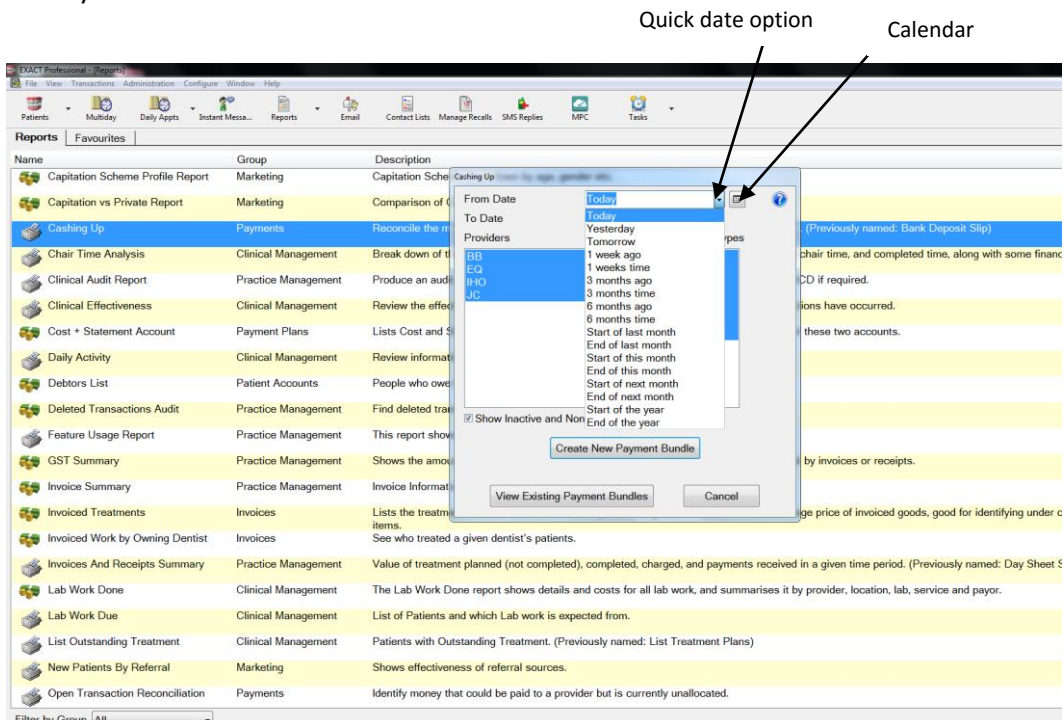 Quick date option
Calendar
EXACT Professional - [Reports]
File View Transactions Administration Configure Window Help
Patients Multiday Daily Appts Instant Messa... Reports Email Contact Lists Manage Recalls SMS Replies MPC Tasks
Reports Favourites
Name Group Description
Capitation Scheme Profile Report Marketing Capitation Sche
Capitation vs Private Report Marketing Comparison of
Cashing Up Payments Reconcile the m . (Previously named: Bank Deposit Slip)
Chair Time Analysis Clinical Management Break down of t chair time, and completed time, along with some financ
Clinical Audit Report Practice Management Produce an aud CD if required.
Clinical Effectiveness Clinical Management Review the effec ions have occurred.
Cost + Statement Account Payment Plans Lists Cost and S these two accounts.
Daily Activity Clinical Management Review informat
Debtors List Patient Accounts People who owe
Deleted Transactions Audit Practice Management Find deleted tran
Feature Usage Report Practice Management This report show
GST Summary Practice Management Shows the amou by invoices or receipts.
Invoice Summary Practice Management Invoice Informat
Invoiced Treatments Invoices Lists the treatme ge price of invoiced goods, good for identifying under c
items.
Invoiced Work by Owning Dentist Invoices See who treated a given dentist's patients.
Invoices And Receipts Summary Practice Management Value of treatment planned (not completed), completed, charged, and payments received in a given time period. (Previously named: Day Sheet S
Lab Work Done Clinical Management The Lab Work Done report shows details and costs for all lab work, and summarises it by provider, location, lab, service and payor.
Lab Work Due Clinical Management List of Patients and which Lab work is expected from.
List Outstanding Treatment Clinical Management Patients with Outstanding Treatment. (Previously named: List Treatment Plans)
New Patients By Referral Marketing Shows effectiveness of referral sources.
Open Transaction Reconciliation Payments Identify money that could be paid to a provider but is currently unallocated.
Filter by Group All
Cashing Up
From Date Today
To Date
Providers ypes
BB
EQ
IHO
JC
Today
Yesterday
Tomorrow
1 week ago
1 weeks time
3 months ago
3 months time
6 months ago
6 months time
Start of last month
End of last month
Start of this month
End of this month
Start of next month
End of next month
Start of the year
End of the year
Show Inactive and Non
Create New Payment Bundle
View Existing Payment Bundles Cancel